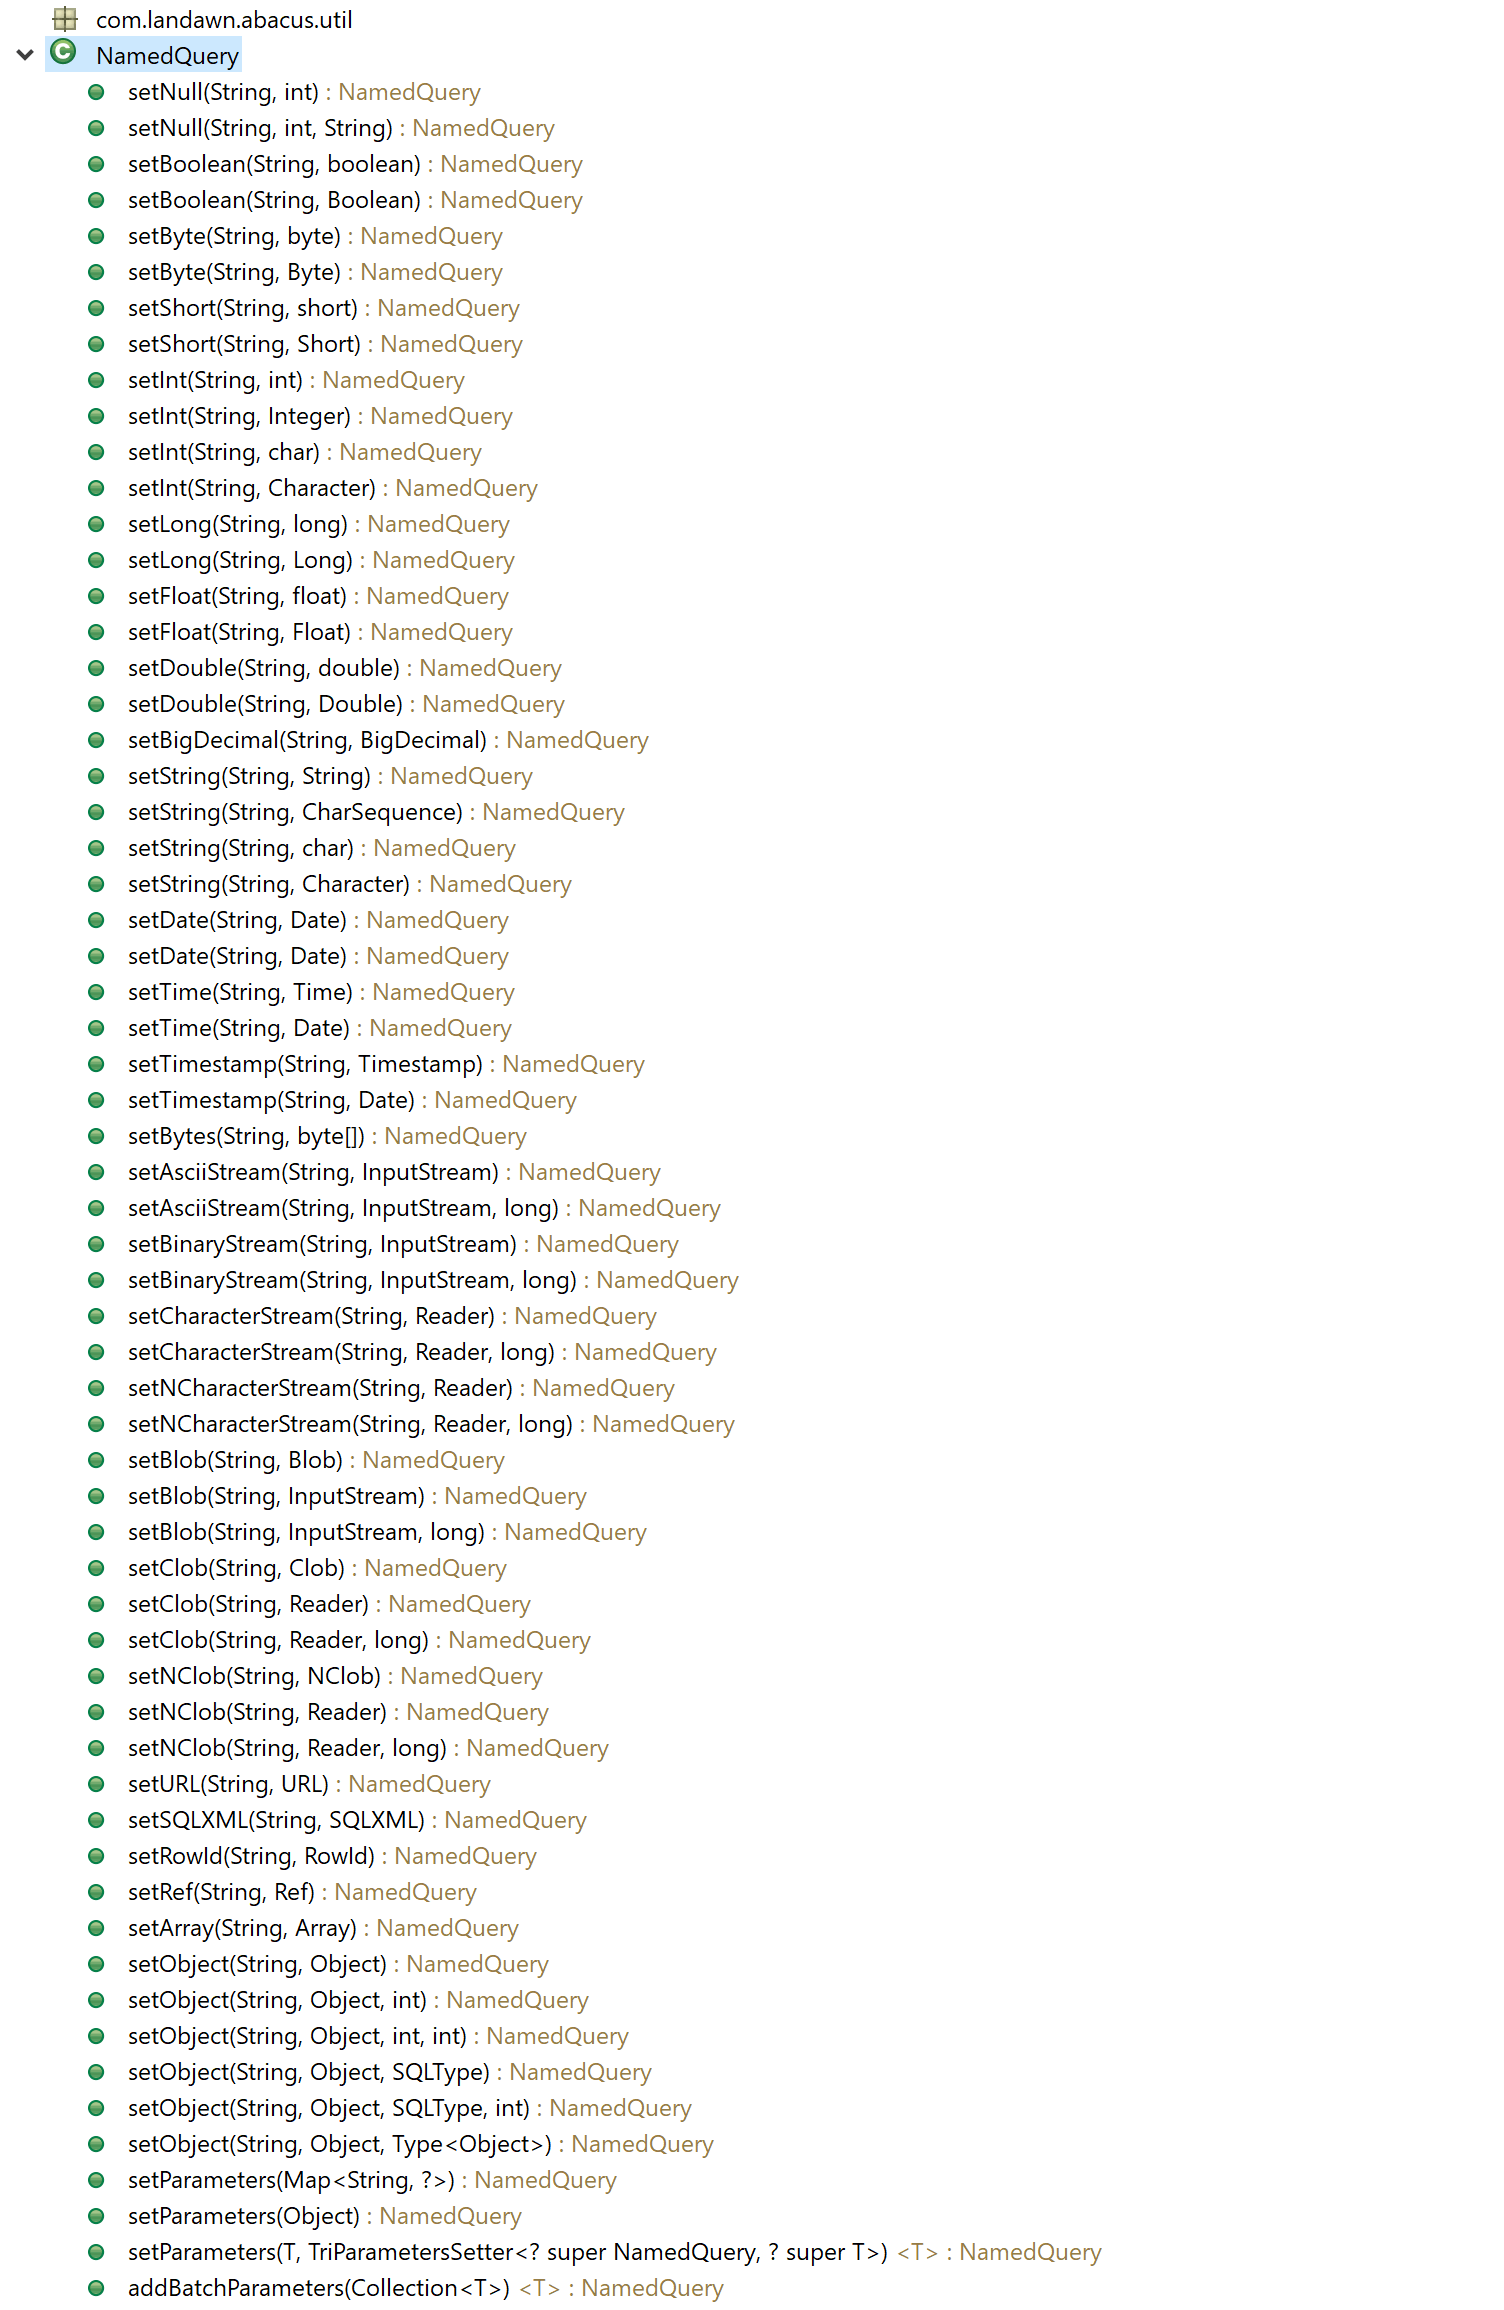 com.landawn.abacus.util
NamedQuery
setNull(String, int) : NamedQuery
setNull(String, int, String) : NamedQuery
setBoolean(String, boolean) : NamedQuery
setBoolean(String, Boolean) : NamedQuery
setByte(String, byte) : NamedQuery
setByte(String, Byte) : NamedQuery
setShort(String, short) : NamedQuery
setShort(String, Short) : NamedQuery
setInt(String, int) : NamedQuery
setInt(String, Integer) : NamedQuery
setInt(String, char) : NamedQuery
setInt(String, Character) : NamedQuery
setLong(String, long) : NamedQuery
setLong(String, Long) : NamedQuery
setFloat(String, float) : NamedQuery
setFloat(String, Float) : NamedQuery
setDouble(String, double) : NamedQuery
setDouble(String, Double) : NamedQuery
setBigDecimal(String, BigDecimal) : NamedQuery
setString(String, String) : NamedQuery
setString(String, CharSequence) : NamedQuery
setString(String, char) : NamedQuery
setString(String, Character) : NamedQuery
setDate(String, Date) : NamedQuery
setDate(String, Date) : NamedQuery
setTime(String, Time) : NamedQuery
setTime(String, Date) : NamedQuery
setTimestamp(String, Timestamp) : NamedQuery
setTimestamp(String, Date) : NamedQuery
setBytes(String, byte[]) : NamedQuery
setAsciiStream(String, InputStream) : NamedQuery
setAsciiStream(String, InputStream, long) : NamedQuery
setBinaryStream(String, InputStream) : NamedQuery
setBinaryStream(String, InputStream, long) : NamedQuery
setCharacterStream(String, Reader) : NamedQuery
setCharacterStream(String, Reader, long) : NamedQuery
setNCharacterStream(String, Reader) : NamedQuery
setNCharacterStream(String, Reader, long) : NamedQuery
setBlob(String, Blob) : NamedQuery
setBlob(String, InputStream) : NamedQuery
setBlob(String, InputStream, long) : NamedQuery
setClob(String, Clob) : NamedQuery
setClob(String, Reader) : NamedQuery
setClob(String, Reader, long) : NamedQuery
setNClob(String, NClob) : NamedQuery
setNClob(String, Reader) : NamedQuery
setNClob(String, Reader, long) : NamedQuery
setURL(String, URL) : NamedQuery
setSQLXML(String, SQLXML) : NamedQuery
setRowId(String, RowId) : NamedQuery
setRef(String, Ref) : NamedQuery
setArray(String, Array) : NamedQuery
setObject(String, Object) : NamedQuery
setObject(String, Object, int) : NamedQuery
setObject(String, Object, int, int) : NamedQuery
setObject(String, Object, SQLType) : NamedQuery
setObject(String, Object, SQLType, int) : NamedQuery
setObject(String, Object, Type<Object>) : NamedQuery
setParameters(Map<String, ?>) : NamedQuery
setParameters(Object) : NamedQuery
setParameters(T, TriParametersSetter<? super NamedQuery, ? super T>) <T> : NamedQuery
addBatchParameters(Collection<T>) <T> : NamedQuery